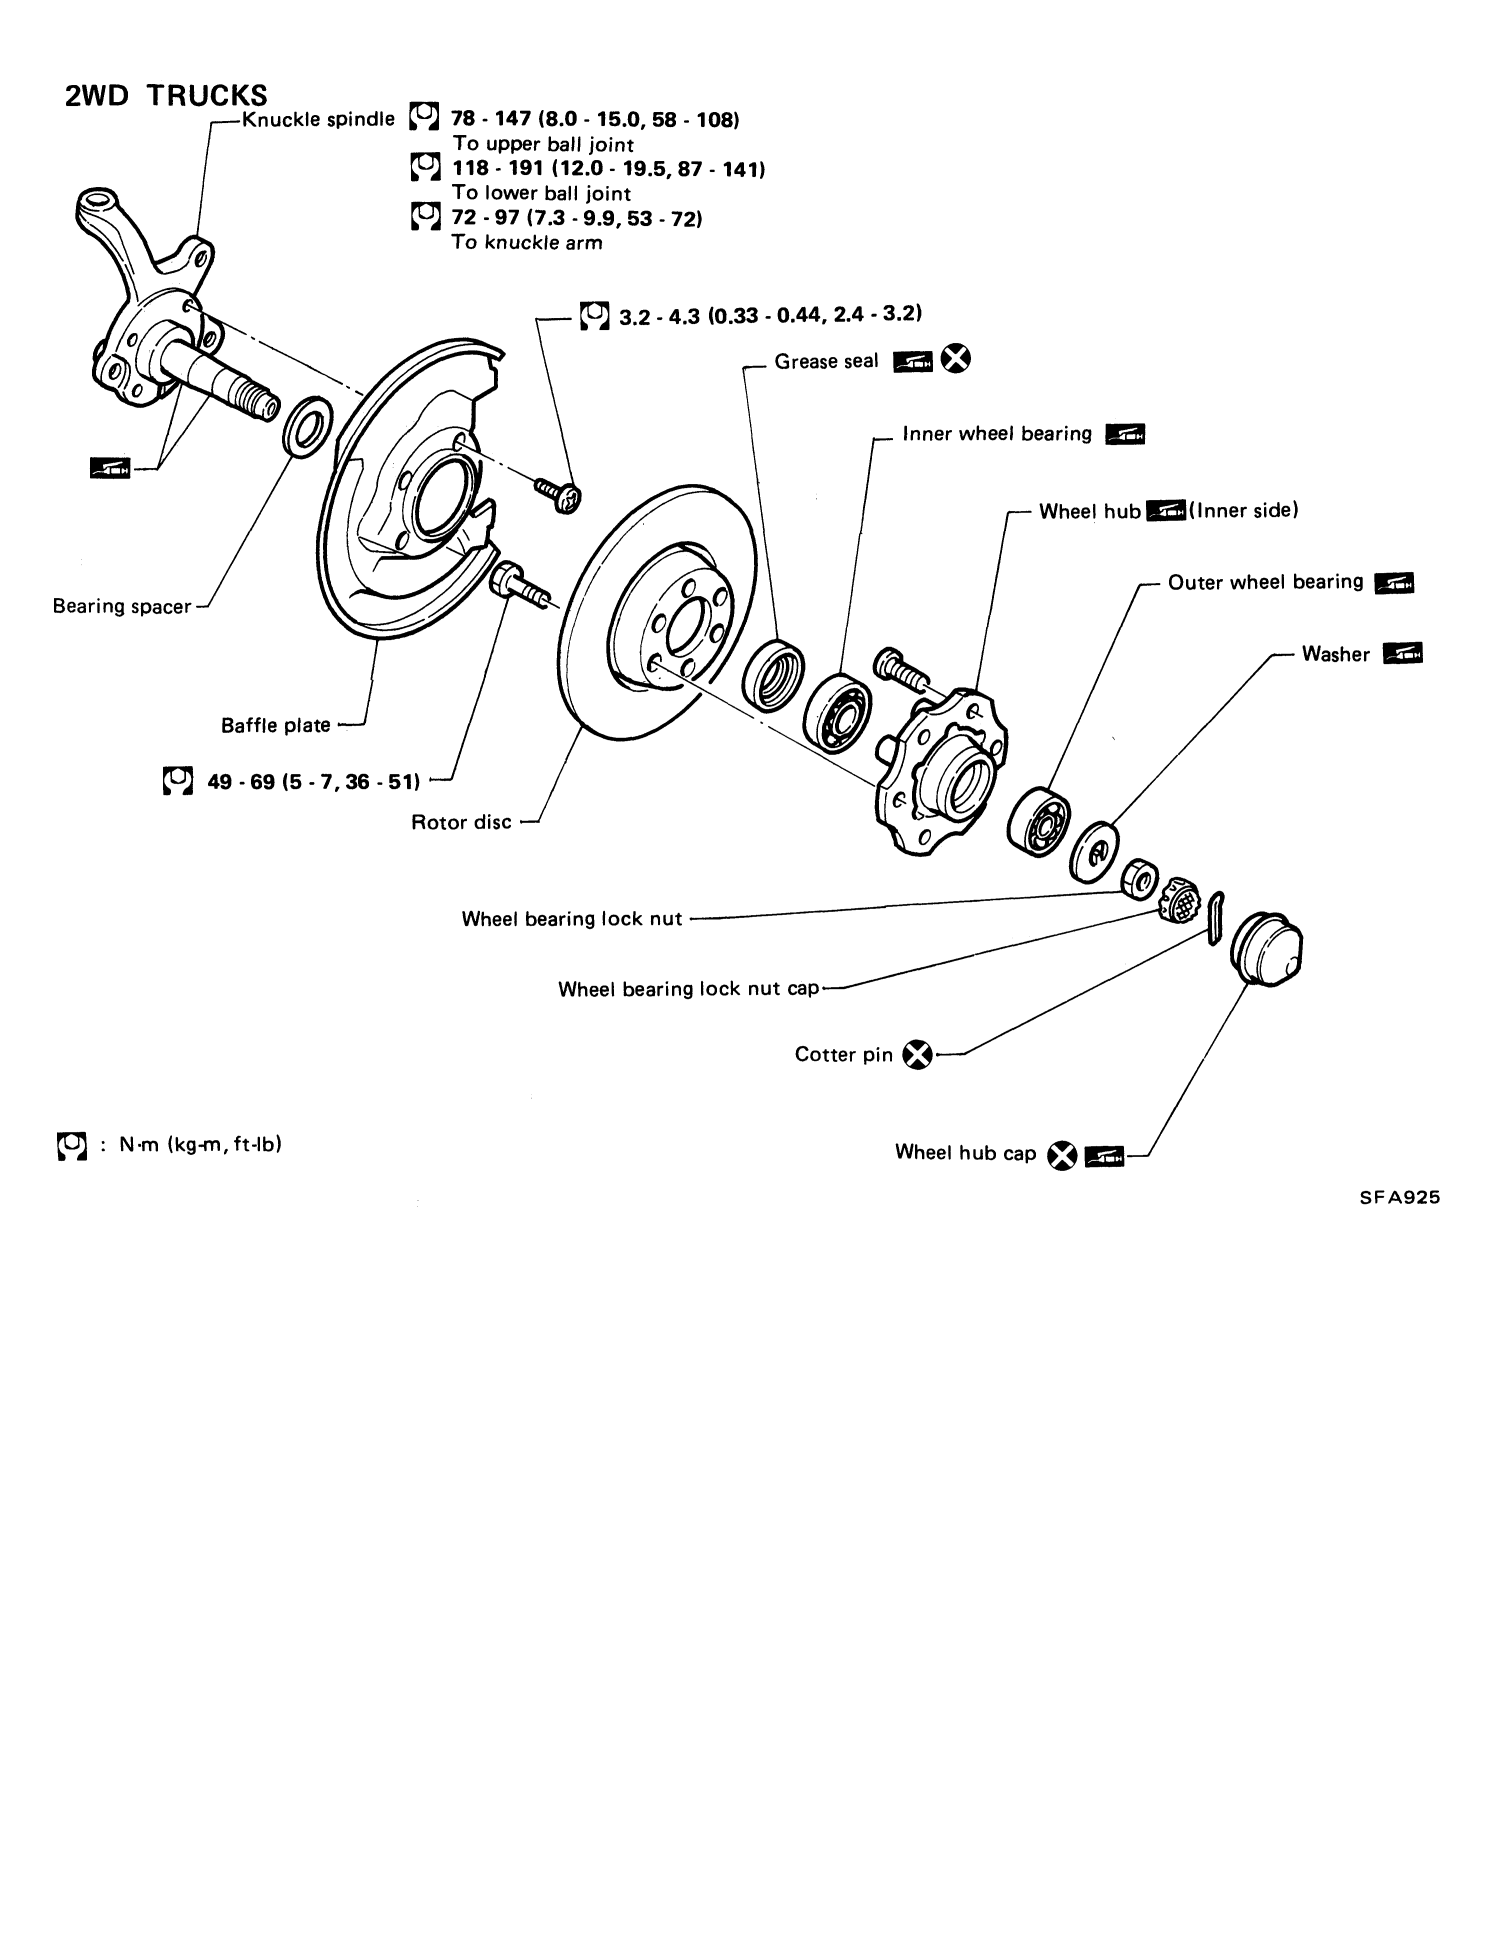 2WD TRUCKS
Knuckle spindle 78 - 147 (8.0 - 15.0, 58 - 108)
To upper ball joint
118 - 191 (12.0 - 19.5, 87 - 141)
To lower ball joint
72 - 97 (7.3 - 9.9, 53 - 72)
To knuckle arm
3.2 - 4.3 (0.33 - 0.44, 2.4 - 3.2)
Grease seal
Inner wheel bearing
Wheel hub (Inner side)
Outer wheel bearing
Bearing spacer
Washer
Baffle plate
49 - 69 (5 - 7, 36 - 51)
Rotor disc
Wheel bearing lock nut
Wheel bearing lock nut cap
Cotter pin
: N·m (kg-m, ft-lb)
Wheel hub cap
SFA925